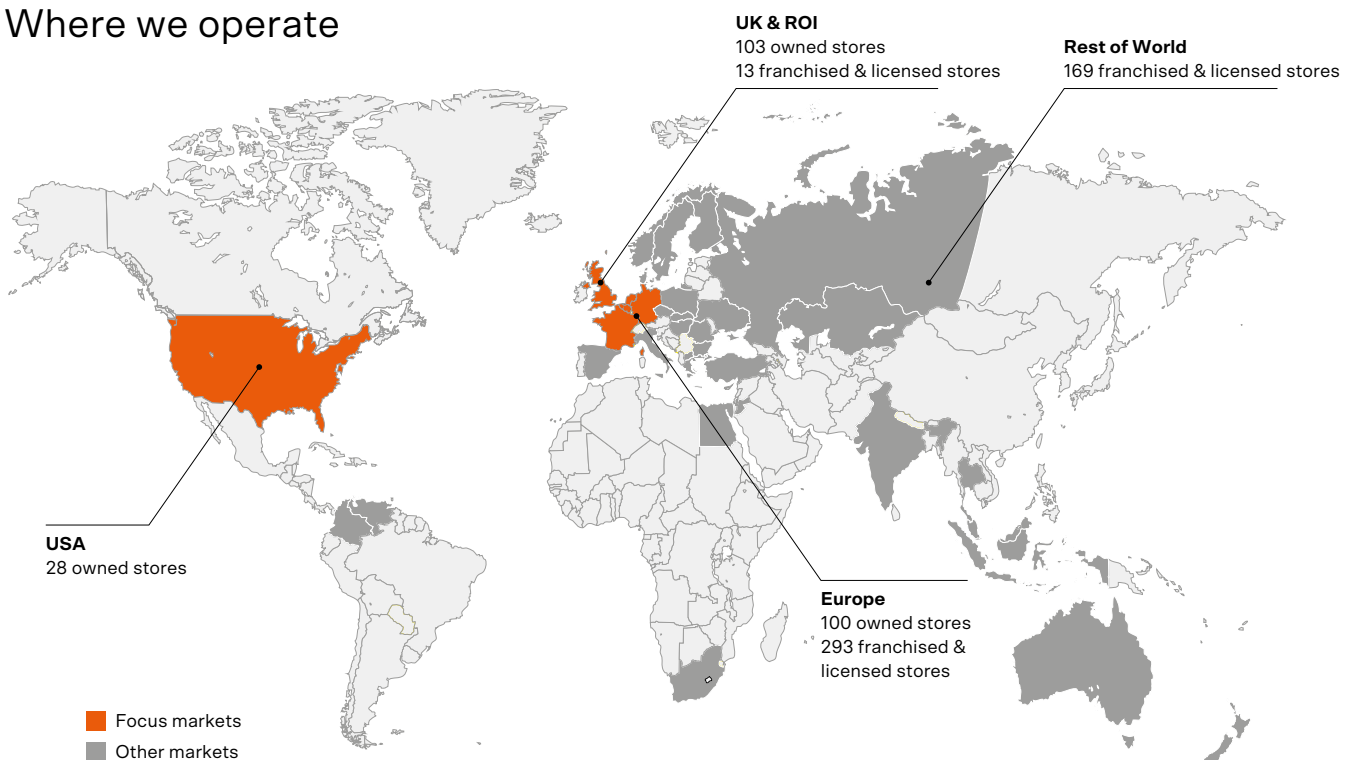 Where we operate
UK & ROI
103 owned stores
13 franchised & licensed stores
Rest of World
169 franchised & licensed stores
USA
28 owned stores
Europe
100 owned stores
293 franchised &
licensed stores
Focus markets
Other markets